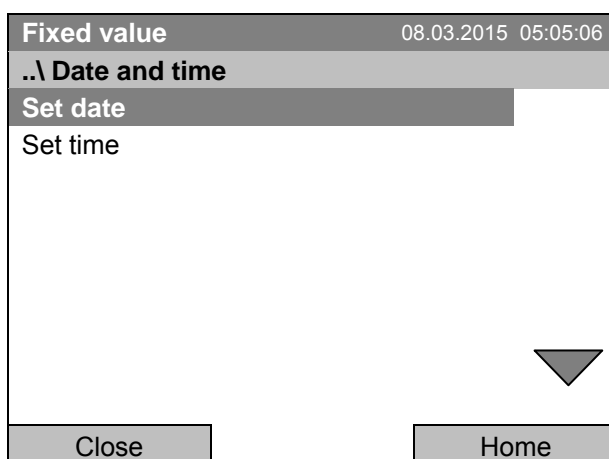 Fixed value 08.03.2015 05:05:06
..\ Date and time
Set date
Set time
Close Home